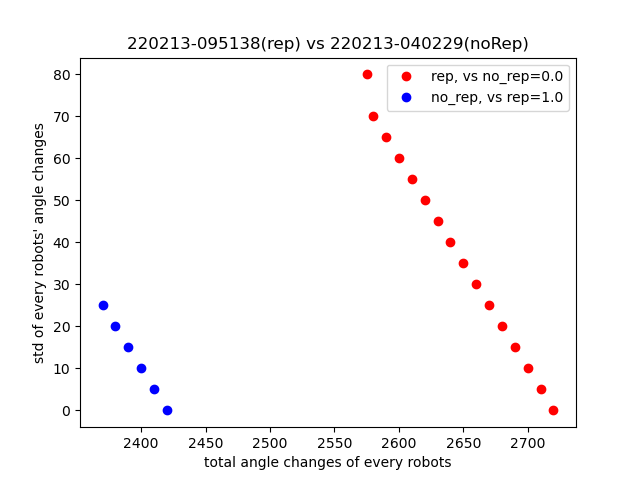 220213-095138(rep) vs 220213-040229(noRep)
rep, vs no_rep=0.0
no_rep, vs rep=1.0
80
70
60
50
40
30
20
10
0
std of every robots' angle changes
2400 2450 2500 2550 2600 2650 2700
total angle changes of every robots